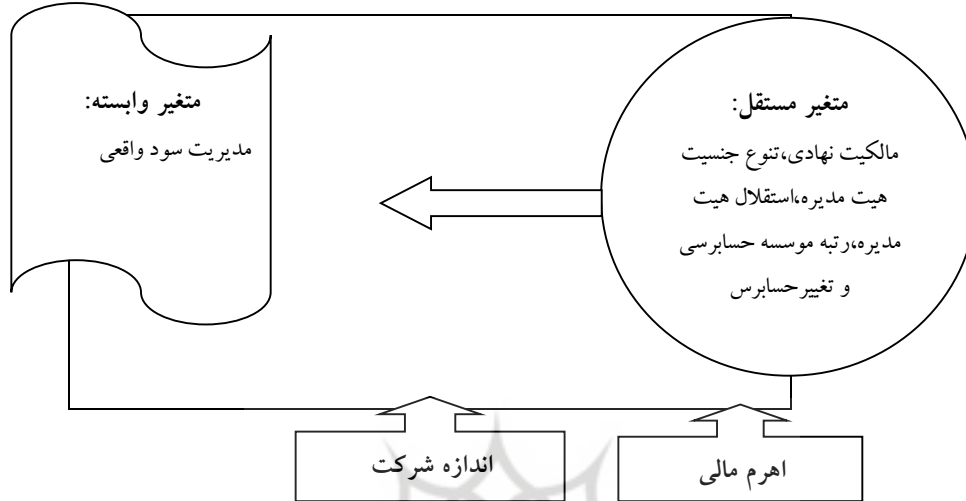 متغیر مستقل:
مالکیت نهادی،تنوع جنسیت
هیت مدیره،استقلال هیت
مدیره،رتبه موسسه حسابرسی
و تغییرحسابرس
متغیر وابسته:
مدیریت سود واقعی
اهرم مالی
اندازه شرکت